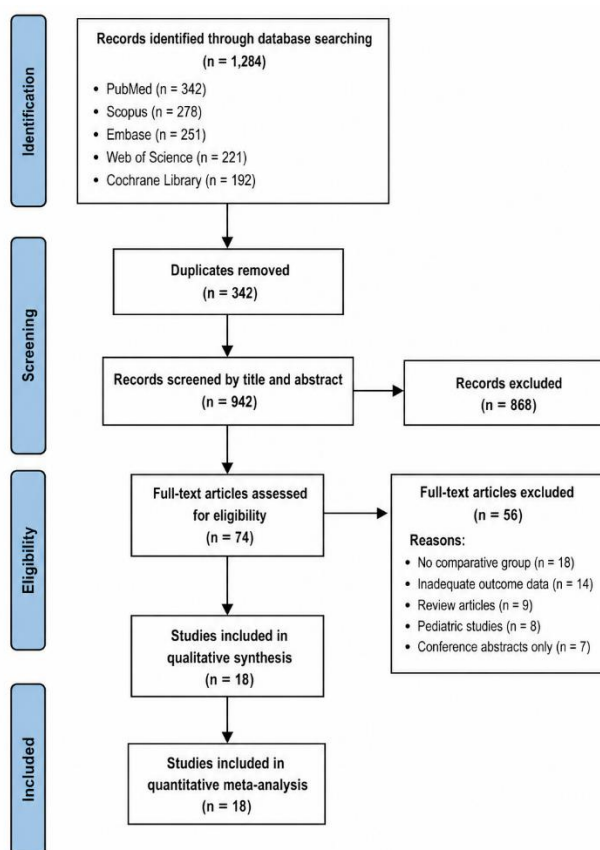 Identification
Records identified through database searching
(n = 1,284)
• PubMed (n = 342)
• Scopus (n = 278)
• Embase (n = 251)
• Web of Science (n = 221)
• Cochrane Library (n = 192)
Screening
Duplicates removed
(n = 342)
Records screened by title and abstract
(n = 942)
Records excluded
(n = 868)
Eligibility
Full-text articles assessed
for eligibility
(n = 74)
Full-text articles excluded
(n = 56)
Reasons:
• No comparative group (n = 18)
• Inadequate outcome data (n = 14)
• Review articles (n = 9)
• Pediatric studies (n = 8)
• Conference abstracts only (n = 7)
Studies included in
qualitative synthesis
(n = 18)
Included
Studies included in
quantitative meta-analysis
(n = 18)